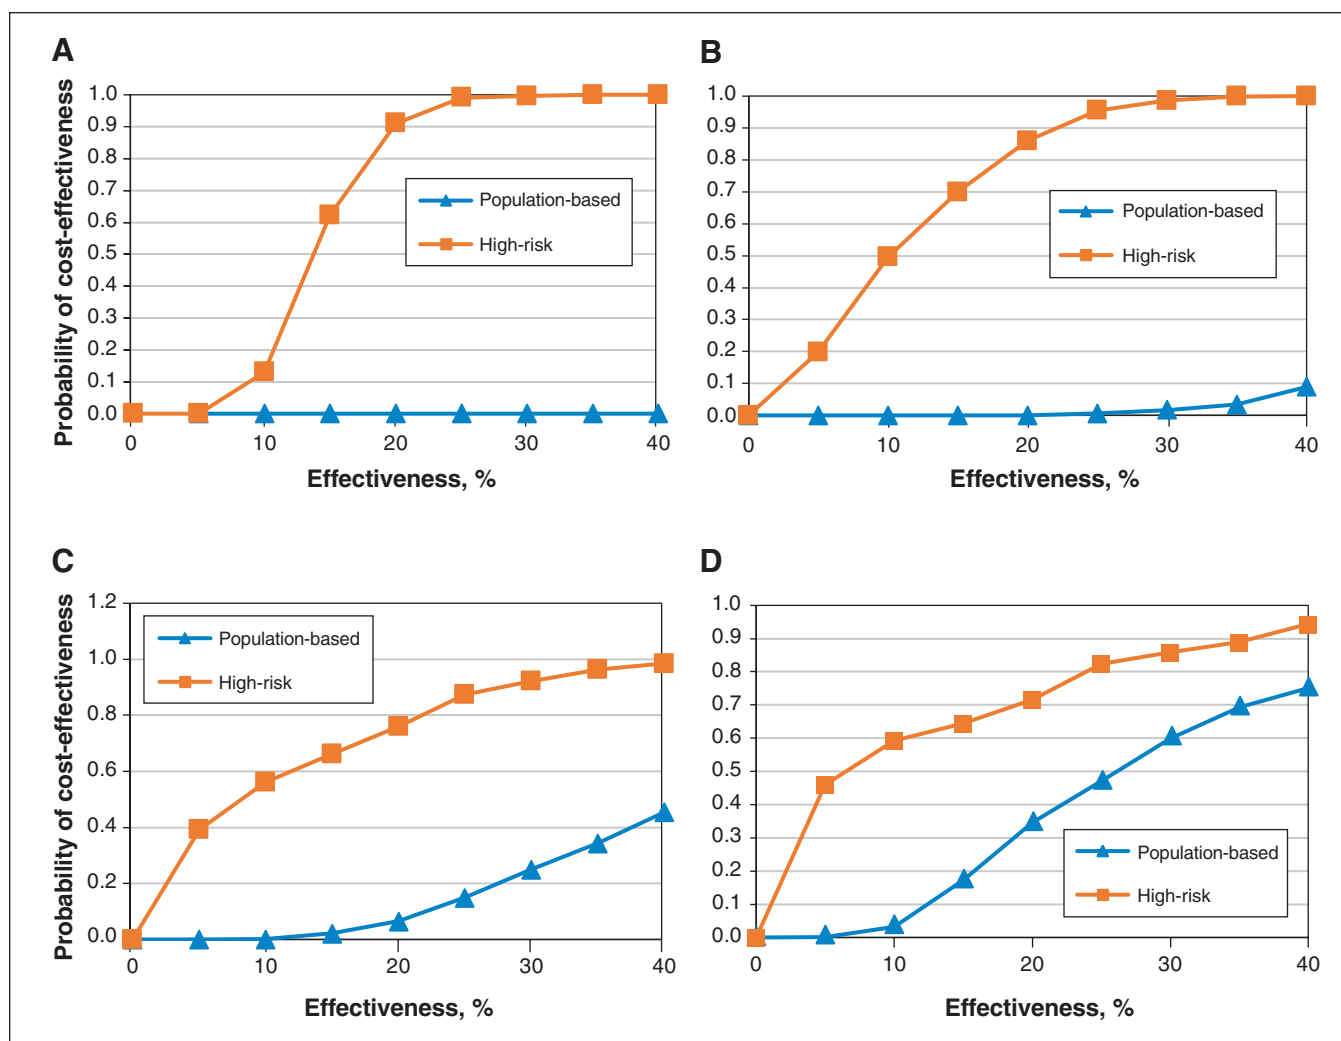 A
Probability of cost-effectiveness
1.0
0.9
0.8
0.7
0.6
0.5
0.4
0.3
0.2
0.1
0.0
Population-based
High-risk
0 10 20 30 40
Effectiveness, %
B
1.0
0.9
0.8
0.7
0.6
0.5
0.4
0.3
0.2
0.1
0.0
Population-based
High-risk
0 10 20 30 40
Effectiveness, %
C
Probability of cost-effectiveness
1.2
1.0
0.8
0.6
0.4
0.2
0.0
Population-based
High-risk
0 10 20 30 40
Effectiveness, %
D
1.0
0.9
0.8
0.7
0.6
0.5
0.4
0.3
0.2
0.1
0.0
Population-based
High-risk
0 10 20 30 40
Effectiveness, %